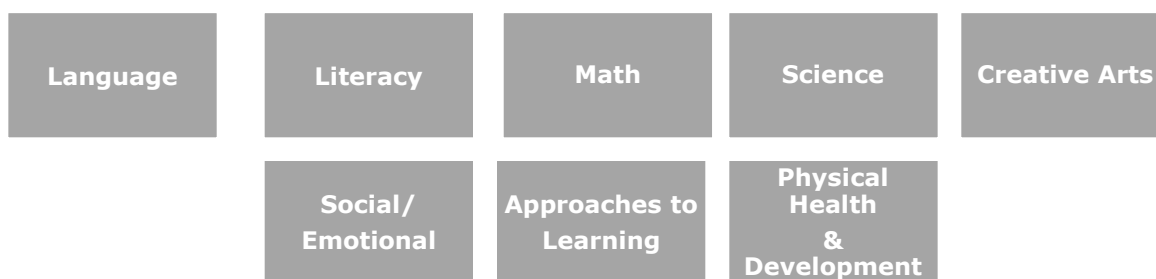 Language
Literacy
Math
Science
Creative Arts
Social/
Emotional
Approaches to
Learning
Physical
Health
&
Development